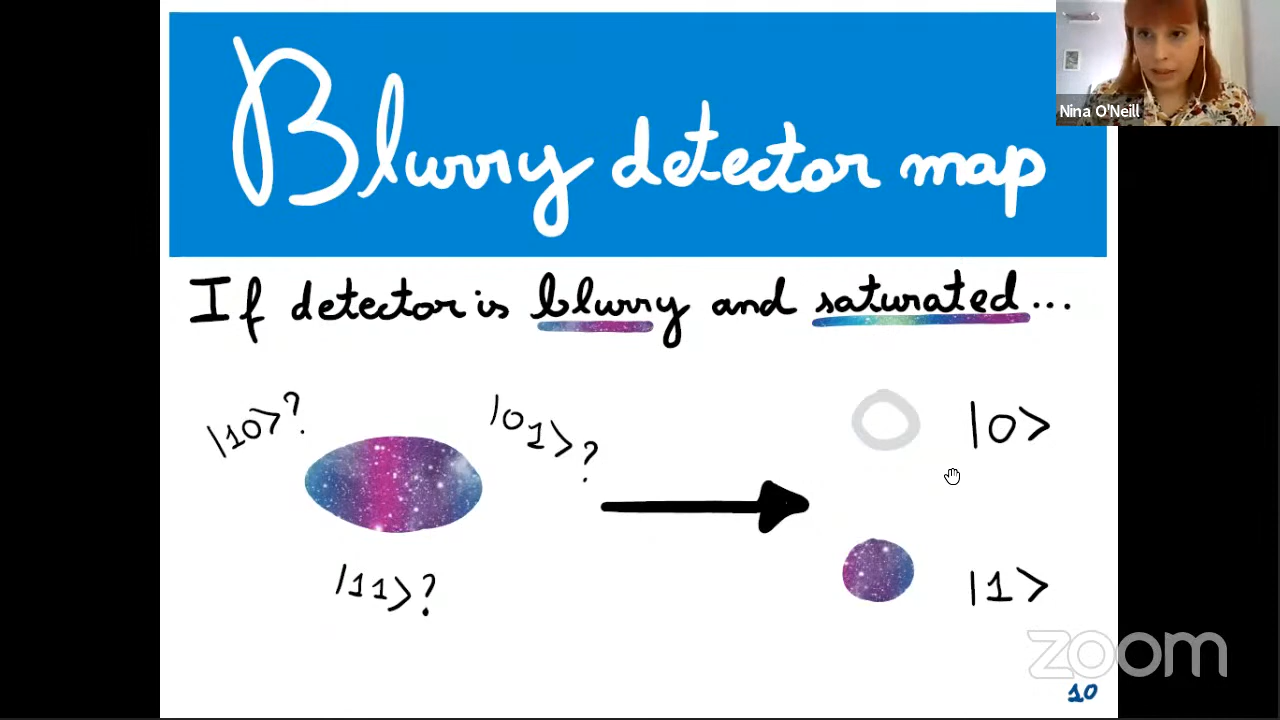 Nina O'Neill
Blurry detector map
If detector is blurry and saturated...
|10>?
|01>?
|0>
|11>?
|1>
zoom
10